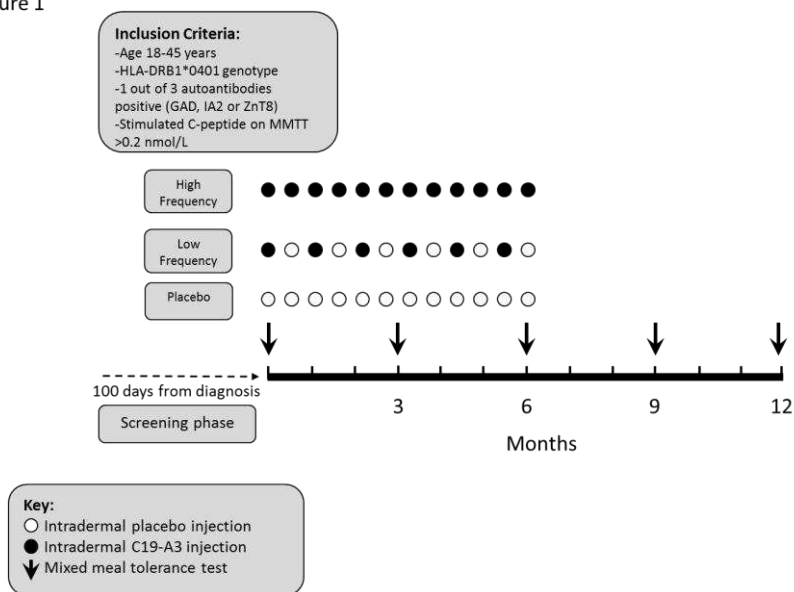 Inclusion Criteria:
-Age 18-45 years
-HLA-DRB1*0401 genotype
-1 out of 3 autoantibodies
positive (GAD, IA2 or ZnT8)
-Stimulated C-peptide on MMTT
>0.2 nmol/L
High
Frequency
Low
Frequency
Placebo
100 days from diagnosis
Screening phase
3 6 9 12
Months
Key:
Intradermal placebo injection
Intradermal C19-A3 injection
Mixed meal tolerance test